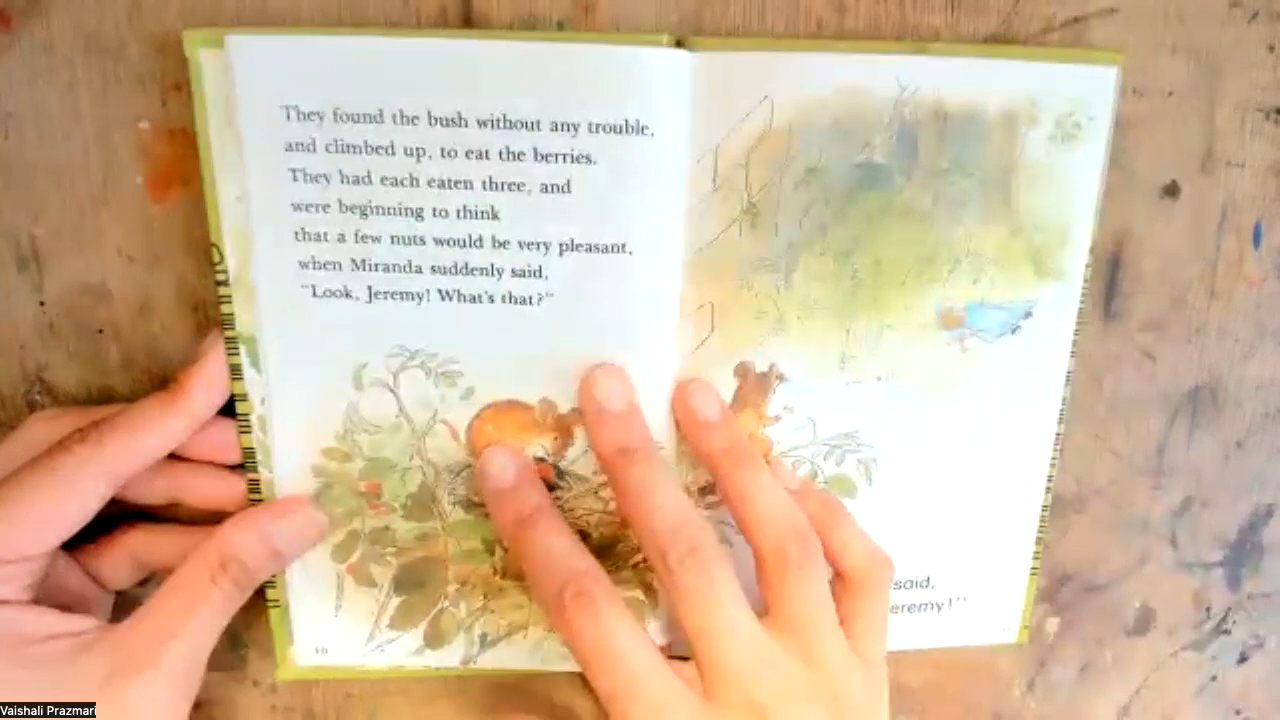 They found the bush without any trouble,
and climbed up, to eat the berries.
They had each eaten three, and
were beginning to think
that a few nuts would be very pleasant,
when Miranda suddenly said,
"Look, Jeremy! What's that?"
said,
eremy!"
Vaishali Prazmari